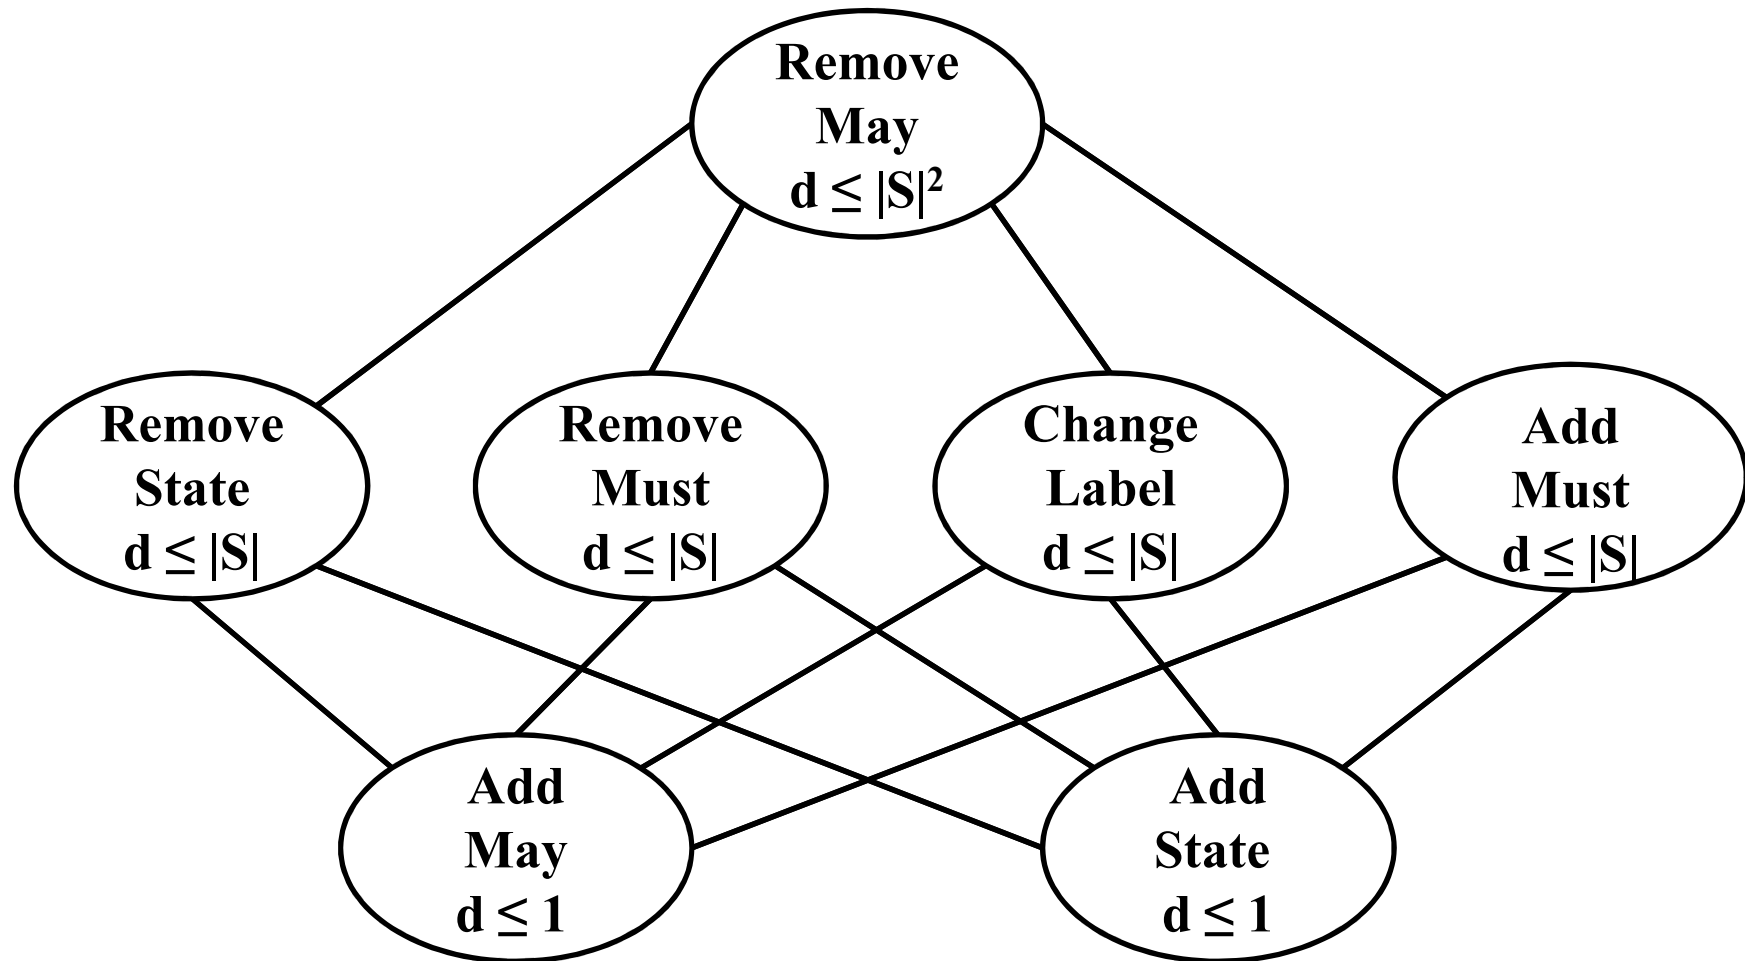 Remove
May
d ≤ |S|²
Remove
State
d ≤ |S|
Remove
Must
d ≤ |S|
Change
Label
d ≤ |S|
Add
Must
d ≤ |S|
Add
May
d ≤ 1
Add
State
d ≤ 1